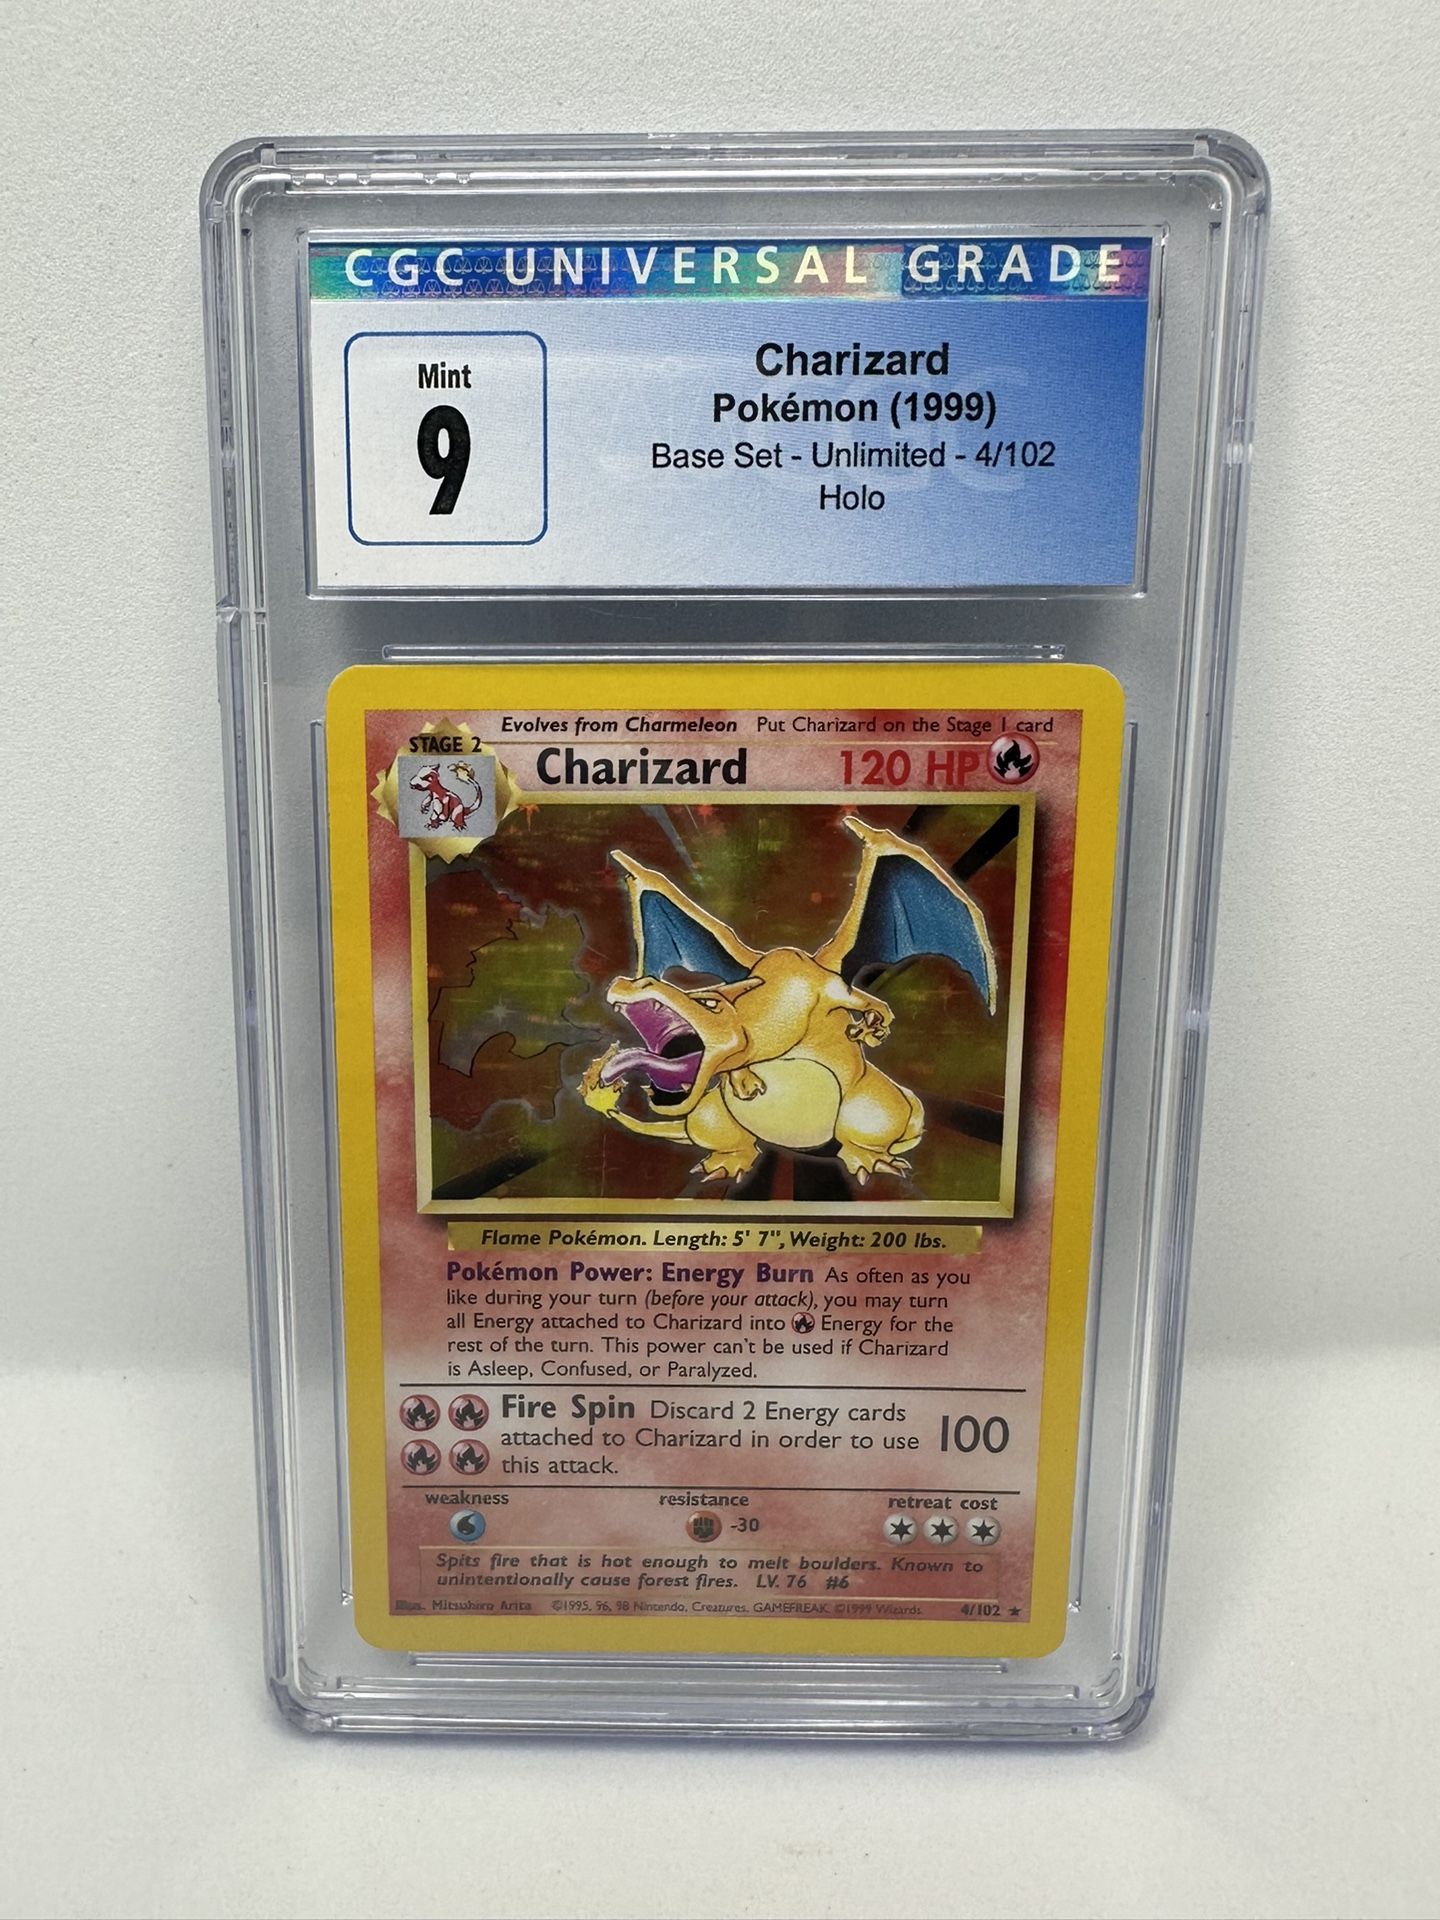 CGC UNIVERSAL GRADE
Mint
9
Charizard
Pokémon (1999)
Base Set - Unlimited - 4/102
Holo
Evolves from Charmeleon Put Charizard on the Stage 1 card
STAGE 2
Charizard 120 HP
Flame Pokémon. Length: 5' 7", Weight: 200 lbs.
Pokémon Power: Energy Burn As often as you
like during your turn (before your attack), you may turn
all Energy attached to Charizard into Energy for the
rest of the turn. This power can't be used if Charizard
is Asleep, Confused, or Paralyzed.
Fire Spin Discard 2 Energy cards
attached to Charizard in order to use 100
this attack.
weakness resistance retreat cost
-30
Spits fire that is hot enough to melt boulders. Known to
unintentionally cause forest fires. LV. 76 #6
Illus. Mitsuhiro Arita ©1995, 96, 98 Nintendo, Creatures, GAMEFREAK. ©1999 Wizards. 4/102